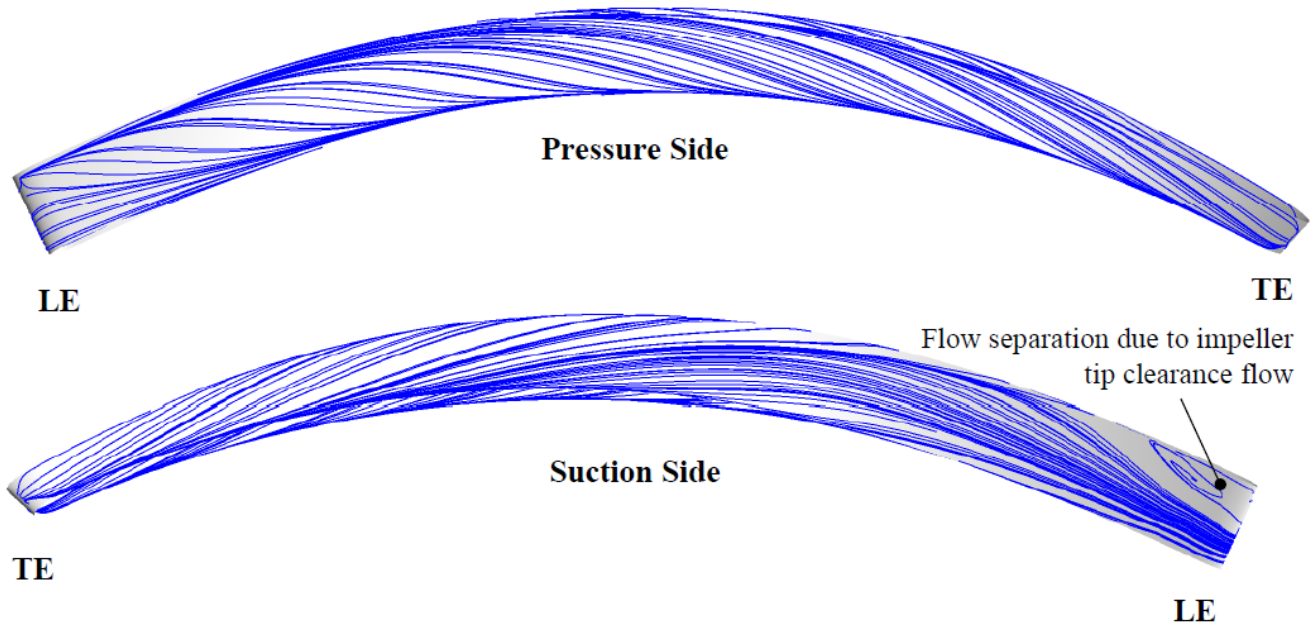 Pressure Side
LE
TE
Flow separation due to impeller
tip clearance flow
Suction Side
TE
LE